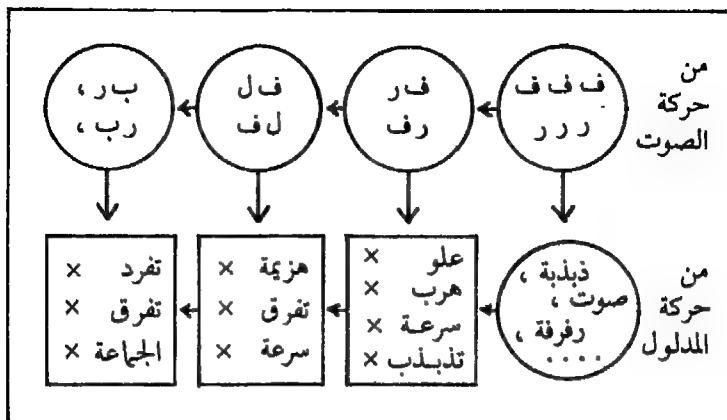 من
حركة
الصوت
ف ف ف
ر ر ر
ف ر
ر ف
ف ل
ل ف
ب ر ،
ر ب ،
من
حركة
المدلول
ذبذبة ،
صوت ،
رفرفة ،
....
علو ×
هرب ×
سرعة ×
تذبذب ×
هزيمة ×
تفرق ×
سرعة ×
تفرد ×
تفرق ×
الجماعة ×